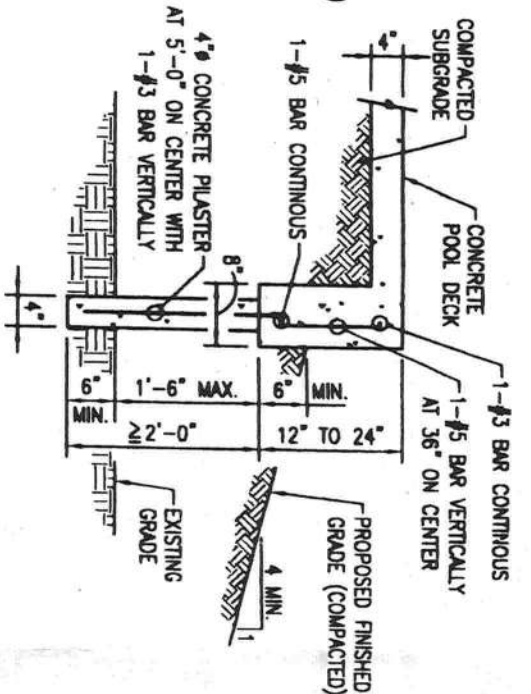 4"
COMPACTED
SUBGRADE
CONCRETE
POOL DECK
1-#3 BAR CONTINOUS
1-#5 BAR VERTICALLY
AT 36" ON CENTER
1-#5 BAR CONTINOUS
8"
4"ø CONCRETE PILASTER
AT 5'-0" ON CENTER WITH
1-#3 BAR VERTICALLY
4"
6"
MIN.
1'-6" MAX.
6"
MIN.
≥2'-0"
12" TO 24"
PROPOSED FINISHED
GRADE (COMPACTED)
4 MIN.
1
EXISTING
GRADE